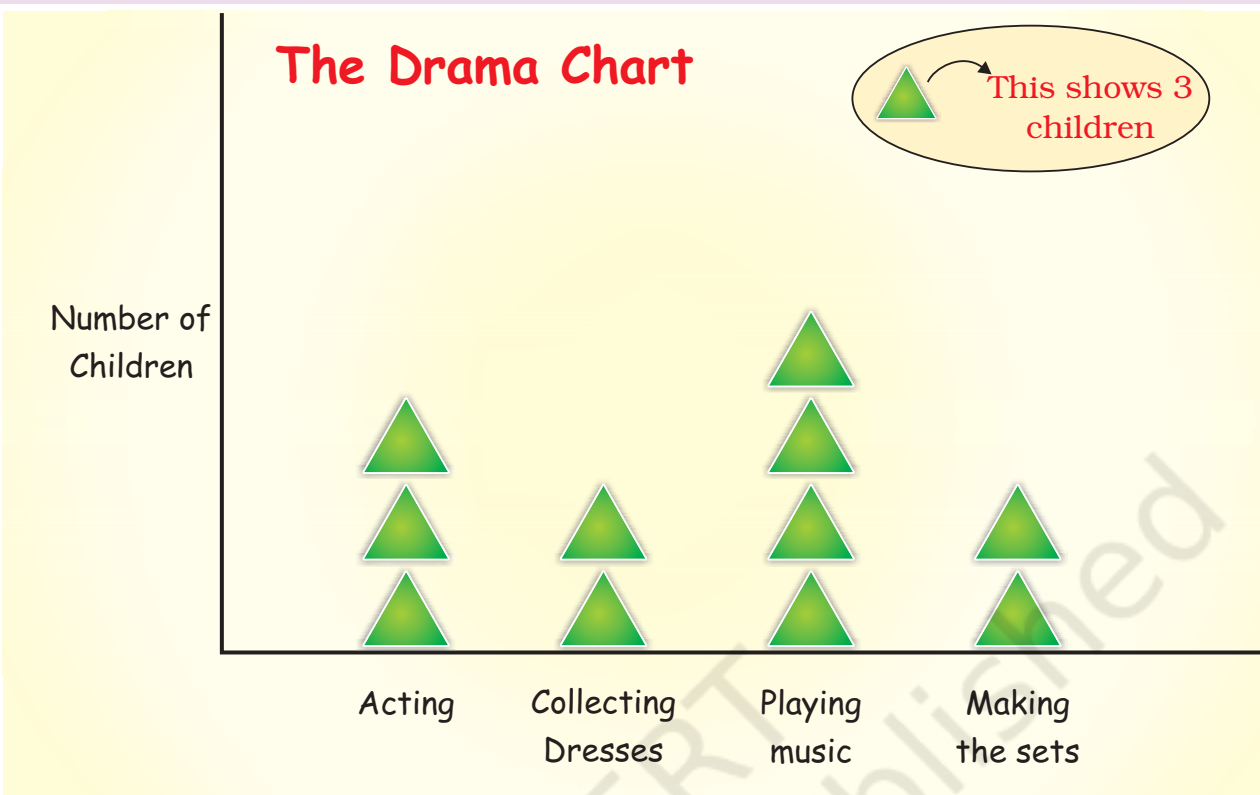 The Drama Chart
This shows 3
children
Number of
Children
Acting
Collecting
Dresses
Playing
music
Making
the sets